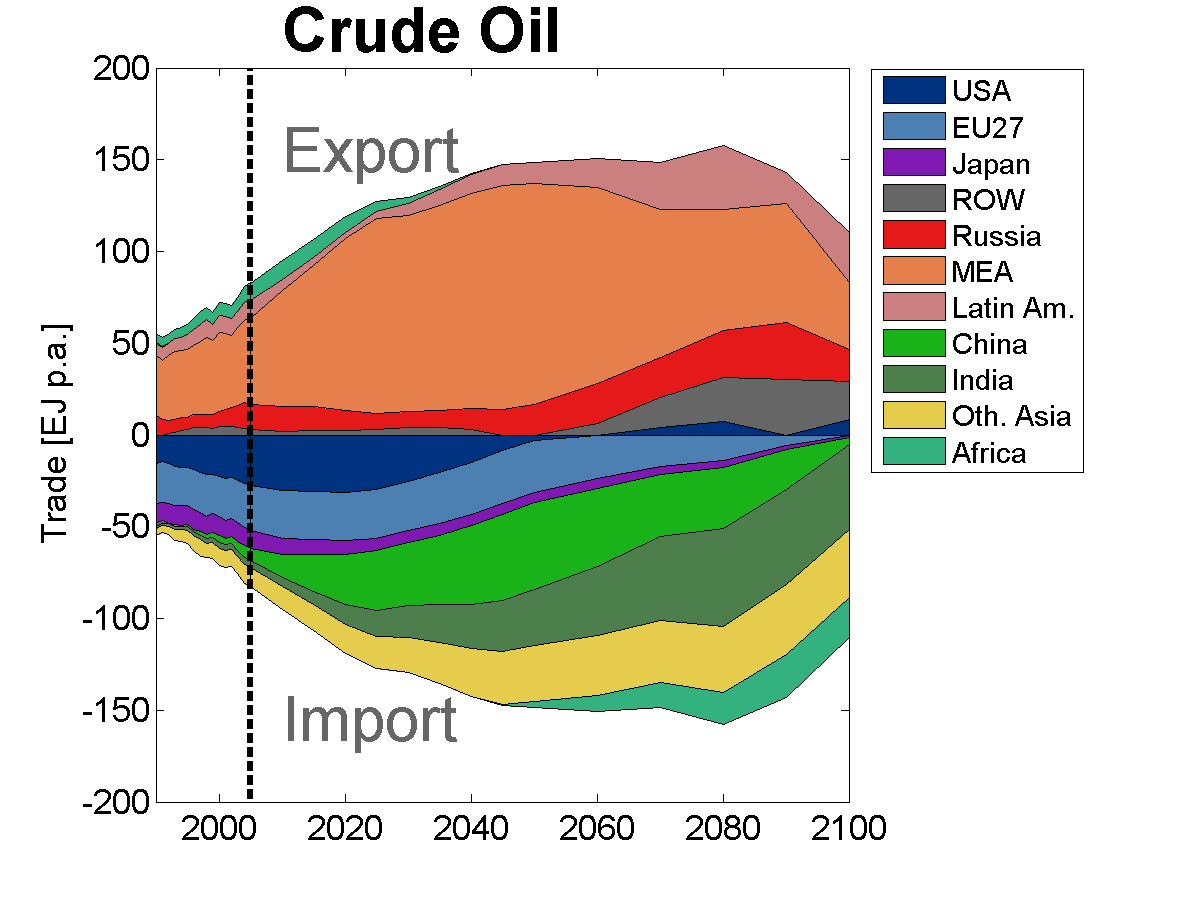 Crude Oil
200
150
100
50
0
-50
-100
-150
-200
Trade [EJ p.a.]
Export
Import
2000
2020
2040
2060
2080
2100
USA
EU27
Japan
ROW
Russia
MEA
Latin Am.
China
India
Oth. Asia
Africa